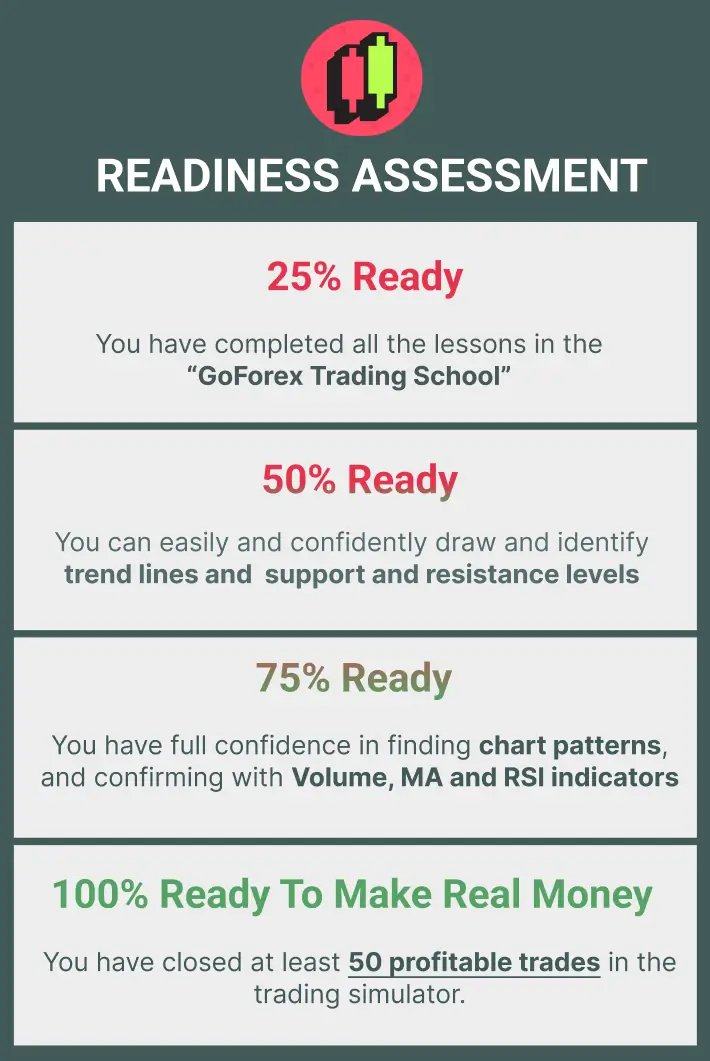 READINESS ASSESSMENT
25% Ready
You have completed all the lessons in the
“GoForex Trading School”
50% Ready
You can easily and confidently draw and identify
trend lines and  support and resistance levels
75% Ready
You have full confidence in finding chart patterns,
and confirming with Volume, MA and RSI indicators
100% Ready To Make Real Money
You have closed at least 50 profitable trades in the
trading simulator.